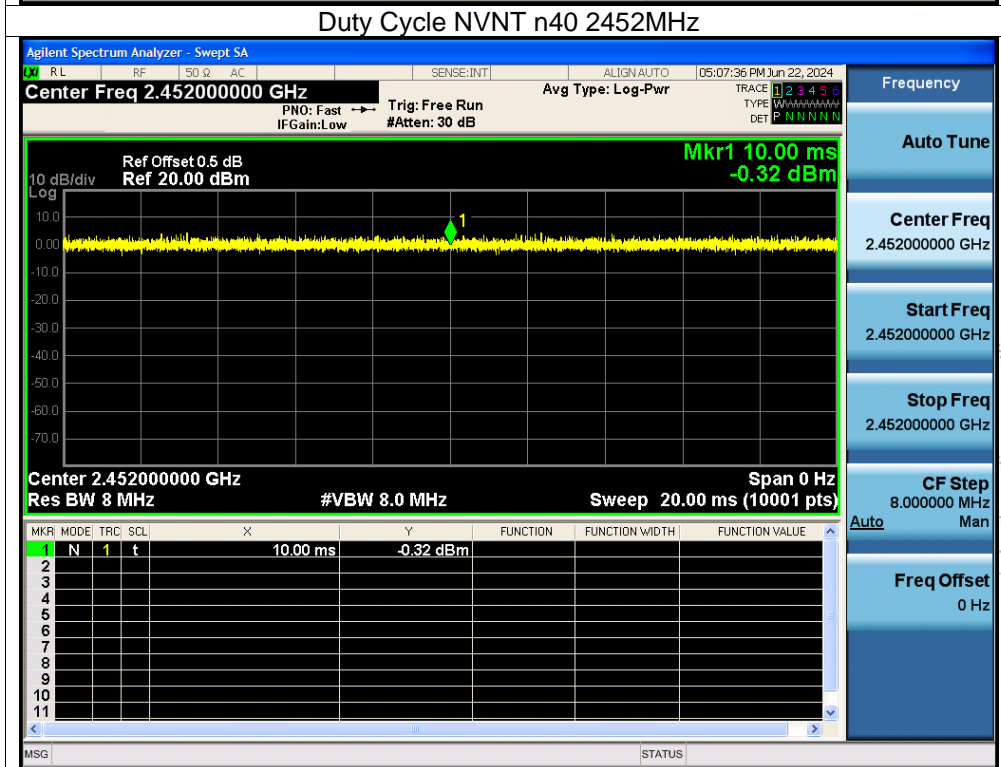 Duty Cycle NVNT n40 2452MHz
Agilent Spectrum Analyzer - Swept SA
LXI RL RF 50 Ω AC SENSE:INT ALIGN AUTO 05:07:36 PM Jun 22, 2024
Center Freq 2.452000000 GHz
PNO: Fast
IFGain:Low
Trig: Free Run
#Atten: 30 dB
Avg Type: Log-Pwr
TRACE 1 2 3 4 5 6
TYPE WWWWWW
DET P N N N N N
Mkr1 10.00 ms
-0.32 dBm
Ref Offset 0.5 dB
10 dB/div Ref 20.00 dBm
Log
10.0
0.00
-10.0
-20.0
-30.0
-40.0
-50.0
-60.0
-70.0
1
Center 2.452000000 GHz Span 0 Hz
Res BW 8 MHz #VBW 8.0 MHz Sweep 20.00 ms (10001 pts)
MKR MODE TRC SCL X Y FUNCTION FUNCTION WIDTH FUNCTION VALUE
1 N 1 t 10.00 ms -0.32 dBm
2
3
4
5
6
7
8
9
10
11
MSG STATUS
Frequency
Auto Tune
Center Freq
2.452000000 GHz
Start Freq
2.452000000 GHz
Stop Freq
2.452000000 GHz
CF Step
8.000000 MHz
Auto Man
Freq Offset
0 Hz